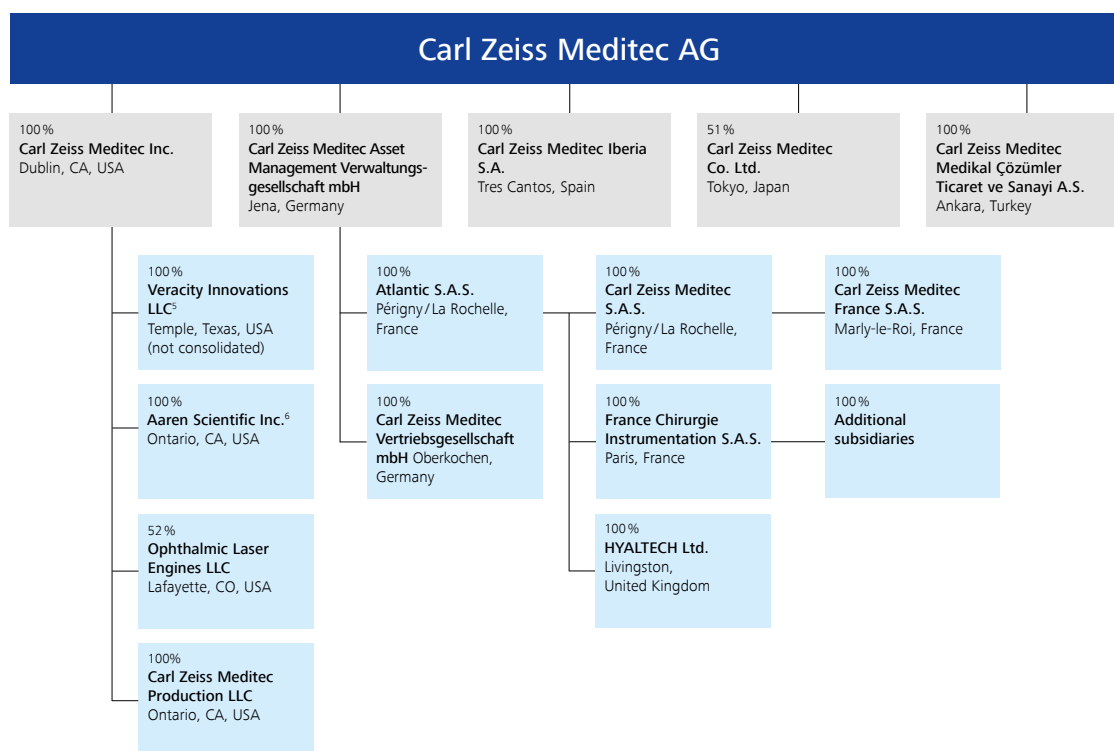 Carl Zeiss Meditec AG
100 %
Carl Zeiss Meditec Inc.
Dublin, CA, USA
100 %
Carl Zeiss Meditec Asset
Management Verwaltungs-
gesellschaft mbH
Jena, Germany
100 %
Carl Zeiss Meditec Iberia
S.A.
Tres Cantos, Spain
51 %
Carl Zeiss Meditec
Co. Ltd.
Tokyo, Japan
100 %
Carl Zeiss Meditec
Medikal Çözümler
Ticaret ve Sanayi A.S.
Ankara, Turkey
100 %
Veracity Innovations
LLC⁵
Temple, Texas, USA
(not consolidated)
100 %
Atlantic S.A.S.
Périgny / La Rochelle,
France
100 %
Carl Zeiss Meditec
S.A.S.
Périgny / La Rochelle,
France
100 %
Carl Zeiss Meditec
France S.A.S.
Marly-le-Roi, France
100 %
Aaren Scientific Inc.⁶
Ontario, CA, USA
100 %
Carl Zeiss Meditec
Vertriebsgesellschaft
mbH Oberkochen,
Germany
100 %
France Chirurgie
Instrumentation S.A.S.
Paris, France
100 %
Additional
subsidiaries
52 %
Ophthalmic Laser
Engines LLC
Lafayette, CO, USA
100 %
HYALTECH Ltd.
Livingston,
United Kingdom
100%
Carl Zeiss Meditec
Production LLC
Ontario, CA, USA